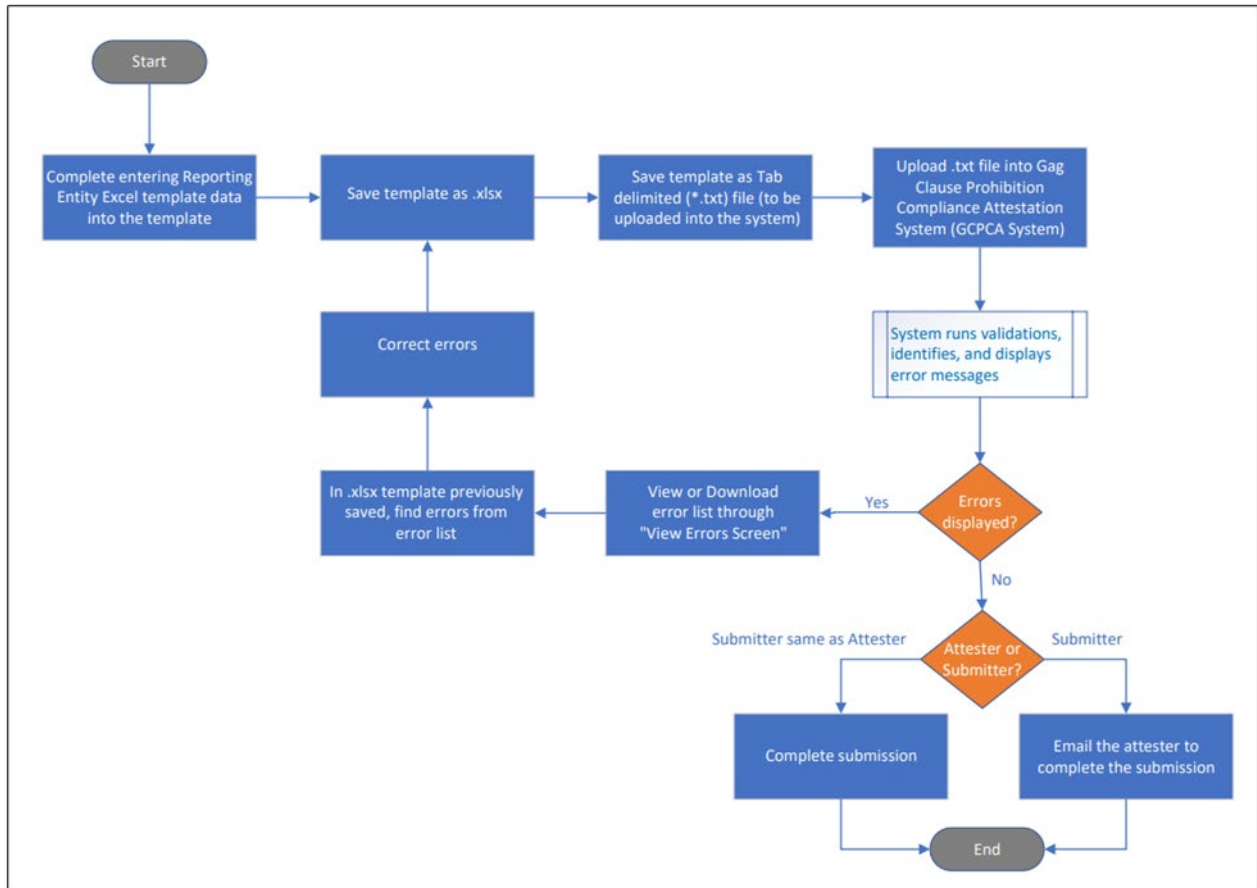 Start
Complete entering Reporting
Entity Excel template data
into the template
Save template as .xlsx
Save template as Tab
delimited (*.txt) file (to be
uploaded into the system)
Upload .txt file into Gag
Clause Prohibition
Compliance Attestation
System (GCPCA System)
System runs validations,
identifies, and displays
error messages
Correct errors
In .xlsx template previously
saved, find errors from
error list
View or Download
error list through
"View Errors Screen"
Yes
Errors
displayed?
No
Submitter same as Attester
Attester or
Submitter?
Submitter
Complete submission
Email the attester to
complete the submission
End